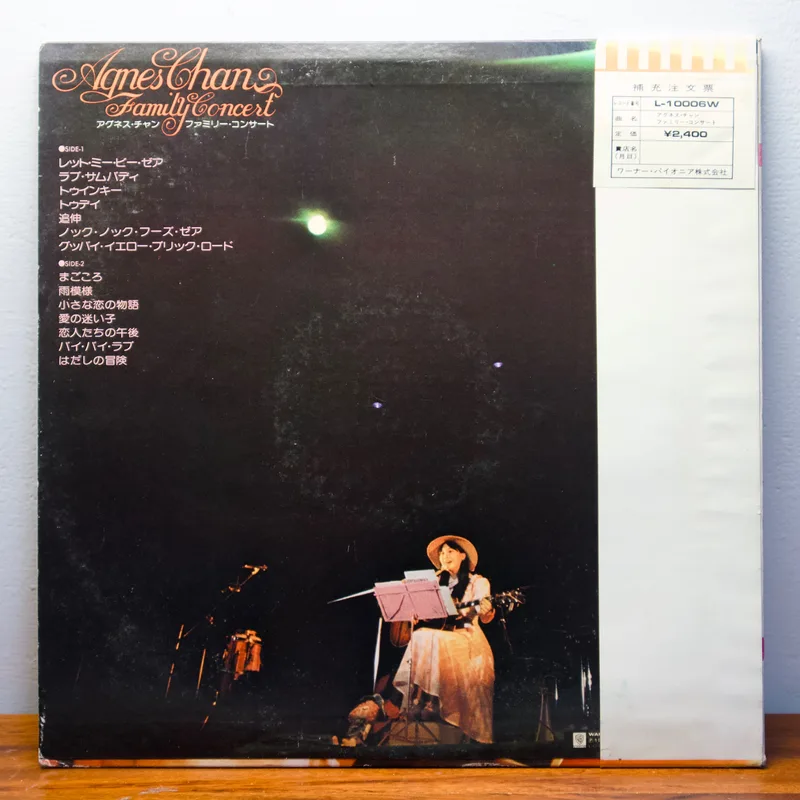 Agnes Chan
Family Concert
アグネス・チャン ファミリー・コンサート
●SIDE-1
レット・ミー・ビー・ゼア
ラブ・サムバディ
トゥインキー
トゥデイ
追伸
ノック・ノック・フーズ・ゼア
グッバイ・イエロー・ブリック・ロード
●SIDE-2
まごころ
雨模様
小さな恋の物語
愛の迷い子
恋人たちの午後
バイ・バイ・ラブ
はだしの冒険
補充注文票
レコード番号 L-10006W
曲名 アグネス・チャン
ファミリー・コンサート
定価 ¥2,400
■店名
(月日)
ワーナー・パイオニア株式会社